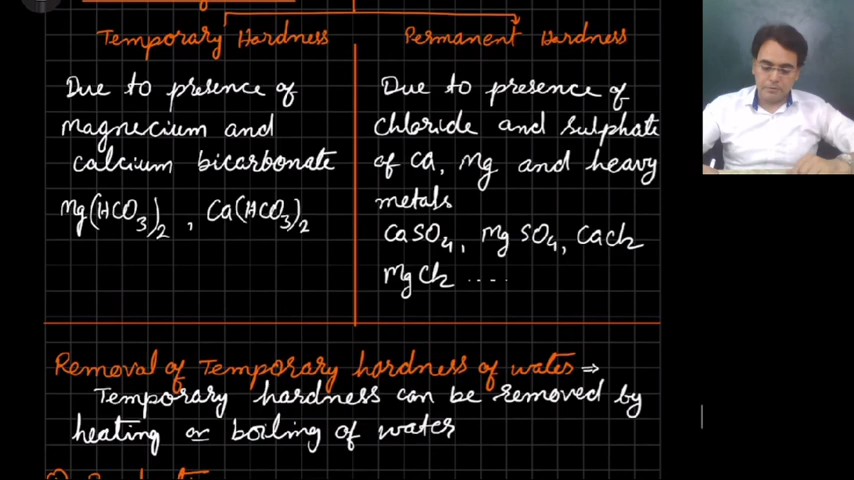 Temporary Hardness
Permanent Hardness
Due to presence of
magnecium and
calcium bicarbonate
Mg(HCO3)2 , Ca(HCO3)2
Due to presence of
chloride and sulphate
of Ca, Mg and heavy
metals
CaSO4, MgSO4, CaCl2
MgCl2 .....
Removal of Temporary hardness of water ⇒
Temporary hardness can be removed by
heating or boiling of water